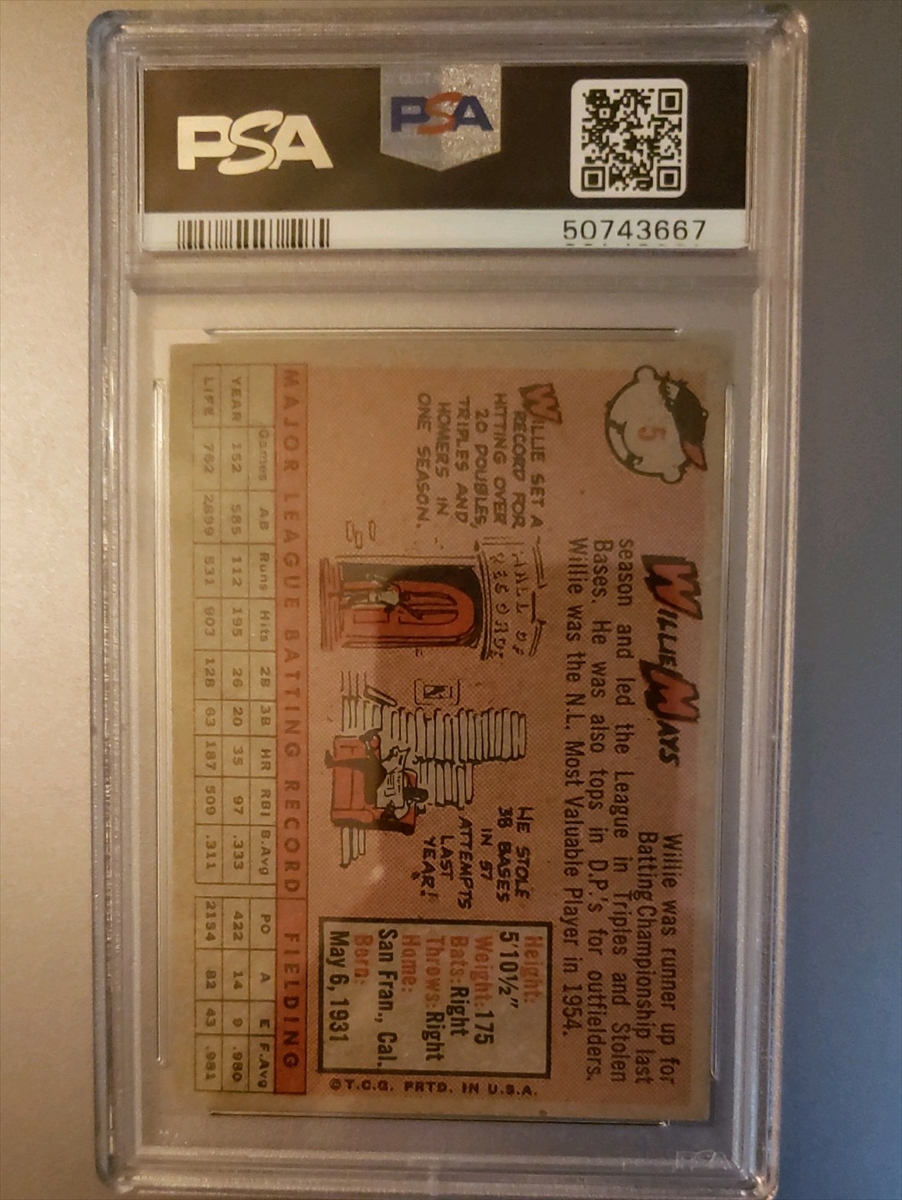 PSA
PSA
50743667
5
WILLIE MAYS
Willie was runner up for
Batting Championship last
season and led the League in Triples and Stolen
Bases. He was also tops in D.P.'s for outfielders.
Willie was the N.L. Most Valuable Player in 1954.
WILLIE SET A
RECORD FOR
HITTING OVER
20 DOUBLES,
TRIPLES AND
HOMERS IN
ONE SEASON.
HALL OF
RECORDS
HE STOLE
38 BASES
IN 57
ATTEMPTS
LAST
YEAR!
Height:
5'10½"
Weight: 175
Bats: Right
Throws: Right
Home:
San Fran., Cal.
Born:
May 6, 1931
MAJOR LEAGUE BATTING RECORD FIELDING
Games AB Runs Hits 2B 3B HR RBI B.Avg PO A E F.Avg
YEAR 152 585 112 195 26 20 35 97 .333 422 14 9 .980
LIFE 762 2899 531 903 128 63 187 509 .311 2154 82 43 .981
©T.C.G. PRTD. IN U.S.A.
PSA